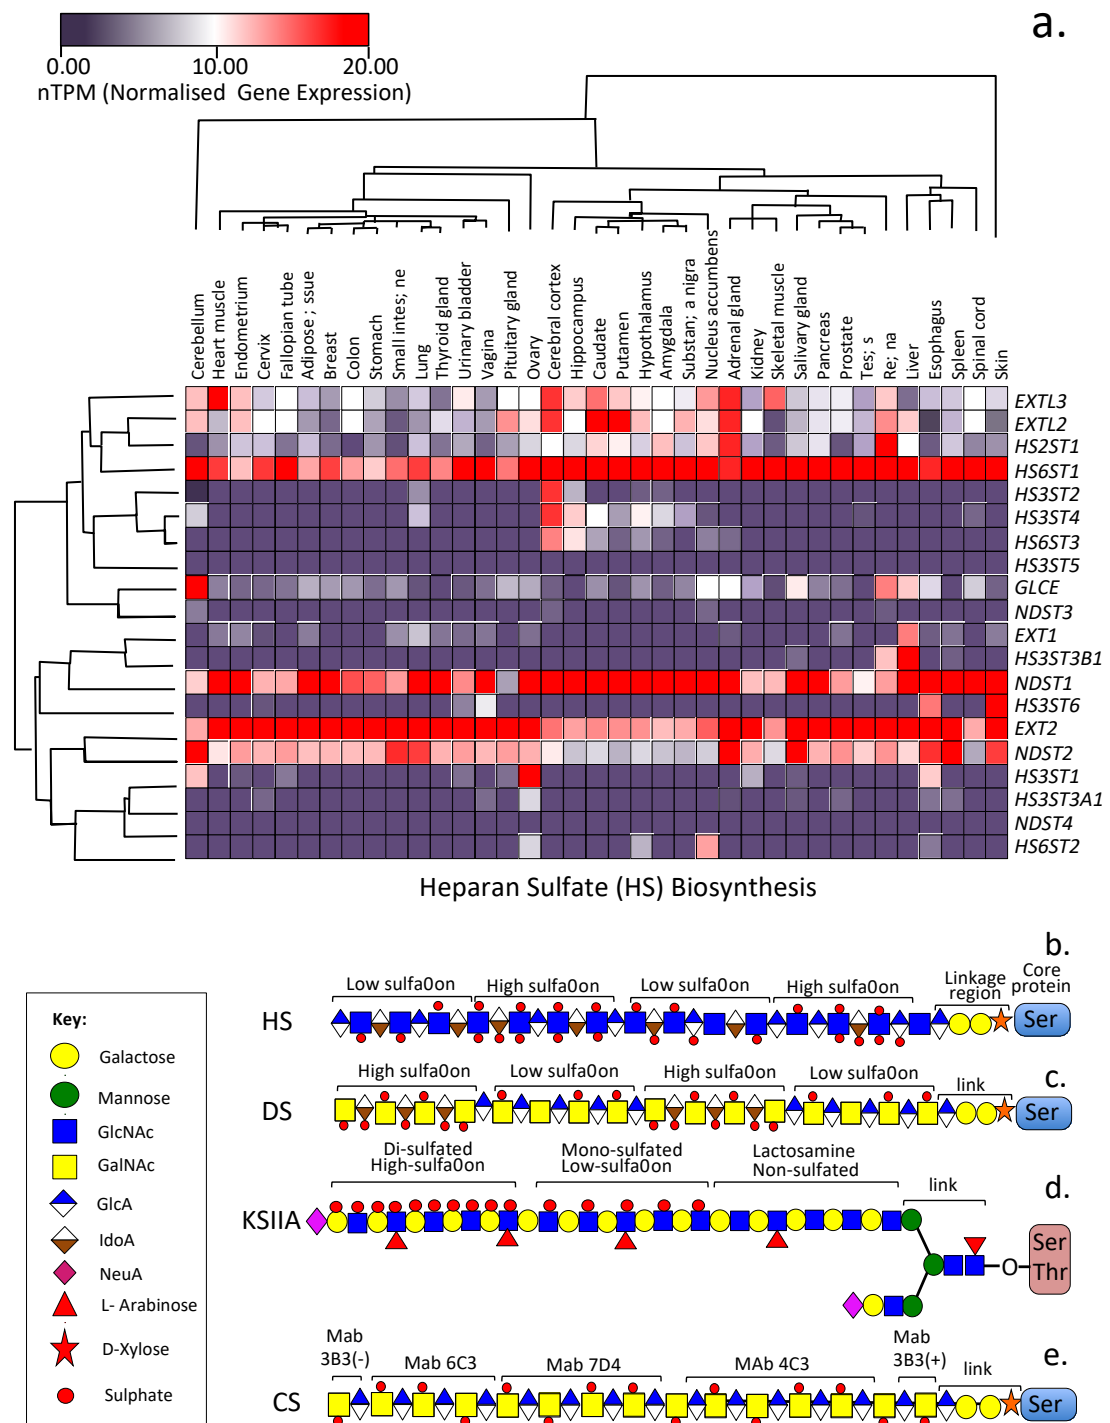 a.
0.00 10.00 20.00
nTPM (Normalised Gene Expression)
Cerebellum
Heart muscle
Endometrium
Cervix
Fallopian tube
Adipose ; ssue
Breast
Colon
Stomach
Small intes; ne
Lung
Thyroid gland
Urinary bladder
Vagina
Pituitary gland
Ovary
Cerebral cortex
Hippocampus
Caudate
Putamen
Hypothalamus
Amygdala
Substan; a nigra
Nucleus accumbens
Adrenal gland
Kidney
Skeletal muscle
Salivary gland
Pancreas
Prostate
Tes; s
Re; na
Liver
Esophagus
Spleen
Spinal cord
Skin
EXTL3
EXTL2
HS2ST1
HS6ST1
HS3ST2
HS3ST4
HS6ST3
HS3ST5
GLCE
NDST3
EXT1
HS3ST3B1
NDST1
HS3ST6
EXT2
NDST2
HS3ST1
HS3ST3A1
NDST4
HS6ST2
Heparan Sulfate (HS) Biosynthesis
b.
Low sulfa0on High sulfa0on Low sulfa0on High sulfa0on Linkage region Core protein
HS Ser
c.
High sulfa0on Low sulfa0on High sulfa0on Low sulfa0on link
DS Ser
d.
Di-sulfated Mono-sulfated Lactosamine
High-sulfa0on Low-sulfa0on Non-sulfated
link
KSIIA
Ser
O Thr
e.
Mab 3B3(-) Mab 6C3 Mab 7D4 MAb 4C3 Mab 3B3(+) link
CS Ser
Key:
Galactose
Mannose
GlcNAc
GalNAc
GlcA
IdoA
NeuA
L- Arabinose
D-Xylose
Sulphate